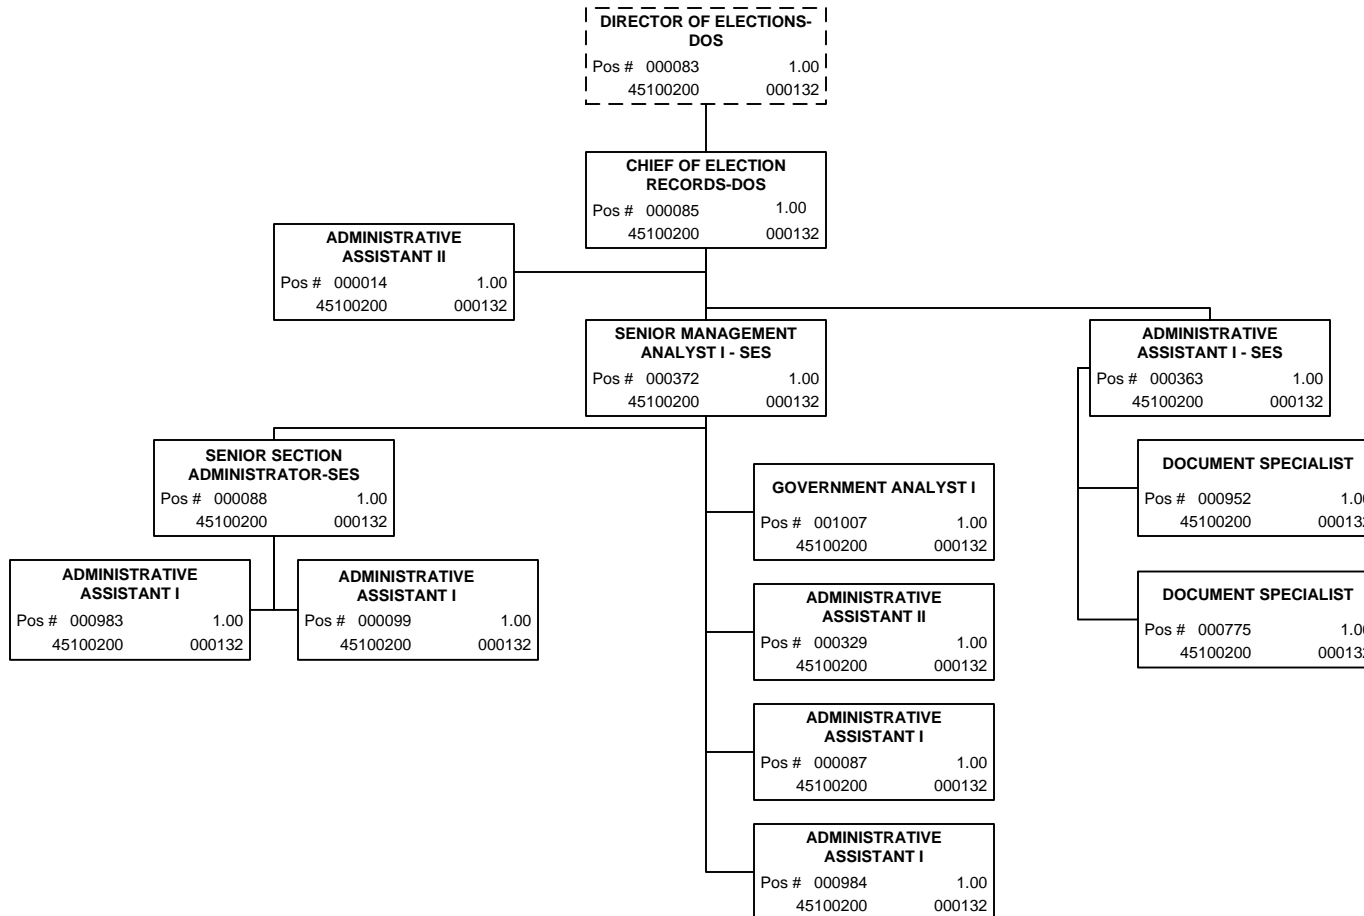 DIRECTOR OF ELECTIONS-
DOS
Pos # 000083 1.00
45100200 000132
CHIEF OF ELECTION
RECORDS-DOS
Pos # 000085 1.00
45100200 000132
ADMINISTRATIVE
ASSISTANT II
Pos # 000014 1.00
45100200 000132
SENIOR MANAGEMENT
ANALYST I - SES
Pos # 000372 1.00
45100200 000132
ADMINISTRATIVE
ASSISTANT I - SES
Pos # 000363 1.00
45100200 000132
SENIOR SECTION
ADMINISTRATOR-SES
Pos # 000088 1.00
45100200 000132
ADMINISTRATIVE
ASSISTANT I
Pos # 000983 1.00
45100200 000132
ADMINISTRATIVE
ASSISTANT I
Pos # 000099 1.00
45100200 000132
GOVERNMENT ANALYST I
Pos # 001007 1.00
45100200 000132
ADMINISTRATIVE
ASSISTANT II
Pos # 000329 1.00
45100200 000132
ADMINISTRATIVE
ASSISTANT I
Pos # 000087 1.00
45100200 000132
ADMINISTRATIVE
ASSISTANT I
Pos # 000984 1.00
45100200 000132
DOCUMENT SPECIALIST
Pos # 000952 1.00
45100200 000132
DOCUMENT SPECIALIST
Pos # 000775 1.00
45100200 000132